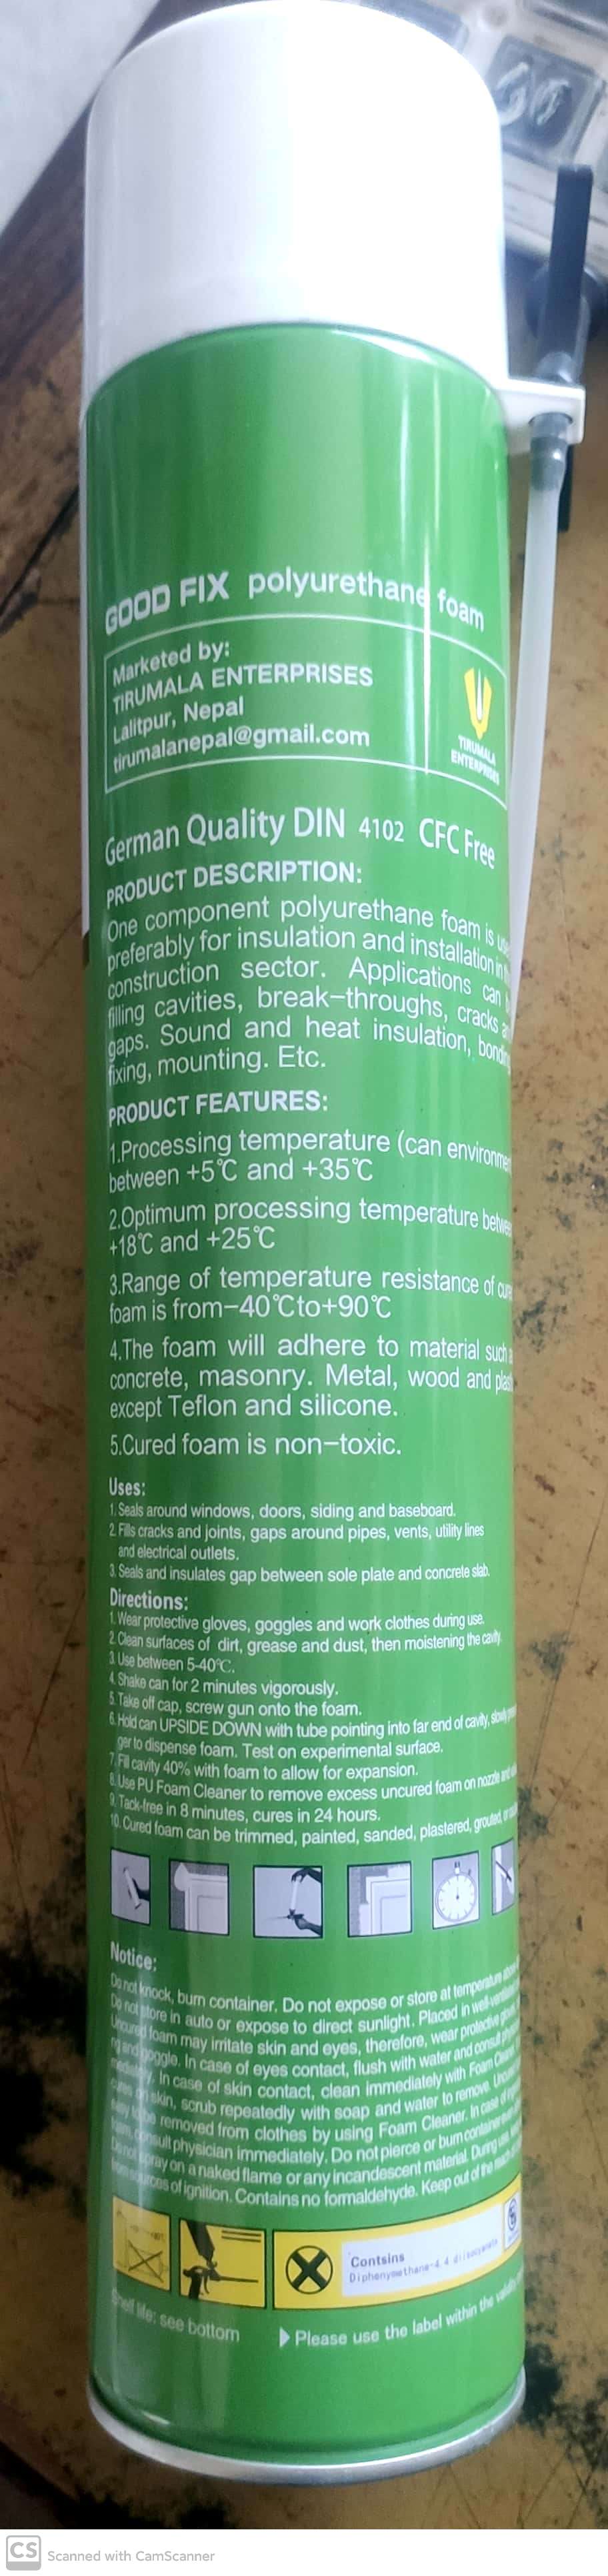 GOOD FIX polyurethane foam
Marketed by:
TIRUMALA ENTERPRISES
Lalitpur, Nepal
tirumalanepal@gmail.com
TIRUMALA
ENTERPRISES
German Quality DIN 4102 CFC Free
PRODUCT DESCRIPTION:
One component polyurethane foam is
preferably for insulation and installation in
construction sector. Applications can
filling cavities, break-throughs, cracks
gaps. Sound and heat insulation,
fixing, mounting. Etc.
PRODUCT FEATURES:
1.Processing temperature (can
between +5℃ and +35℃
2.Optimum processing temperature
+18℃ and +25℃
3.Range of temperature resistance of
foam is from-40℃to+90℃
4.The foam will adhere to material such
concrete, masonry. Metal, wood and
except Teflon and silicone.
5.Cured foam is non-toxic.
Uses:
1. Seals around windows, doors, siding and baseboard.
2. Fills cracks and joints, gaps around pipes, vents, utility lines
and electrical outlets.
3. Seals and insulates gap between sole plate and concrete slab.
Directions:
1. Wear protective gloves, goggles and work clothes during use.
2. Clean surfaces of dirt, grease and dust, then moistening the cavity.
3. Use between 5-40℃.
4. Shake can for 2 minutes vigorously.
5. Take off cap, screw gun onto the foam.
6. Hold can UPSIDE DOWN with tube pointing into far end of cavity, slowly
ger to dispense foam. Test on experimental surface.
7. Fill cavity 40% with foam to allow for expansion.
8. Use PU Foam Cleaner to remove excess uncured foam on nozzle and
9. Tack-free in 8 minutes, cures in 24 hours.
10. Cured foam can be trimmed, painted, sanded, plastered, grouted,
Notice:
Do not knock, burn container. Do not expose or store at temperature
Do not store in auto or expose to direct sunlight. Placed in
Uncured foam may irritate skin and eyes, therefore, wear protective
and goggle. In case of eyes contact, flush with water and consult
In case of skin contact, clean immediately with Foam Cleaner.
on skin, scrub repeatedly with soap and water to remove.
be removed from clothes by using Foam Cleaner. In case of
consult physician immediately. Do not pierce or burn container
Do not spray on a naked flame or any incandescent material. During
sources of ignition. Contains no formaldehyde. Keep out of the
Contsins
Diphenymethane-4.4
Shelf life: see bottom
Please use the label within the
CS Scanned with CamScanner